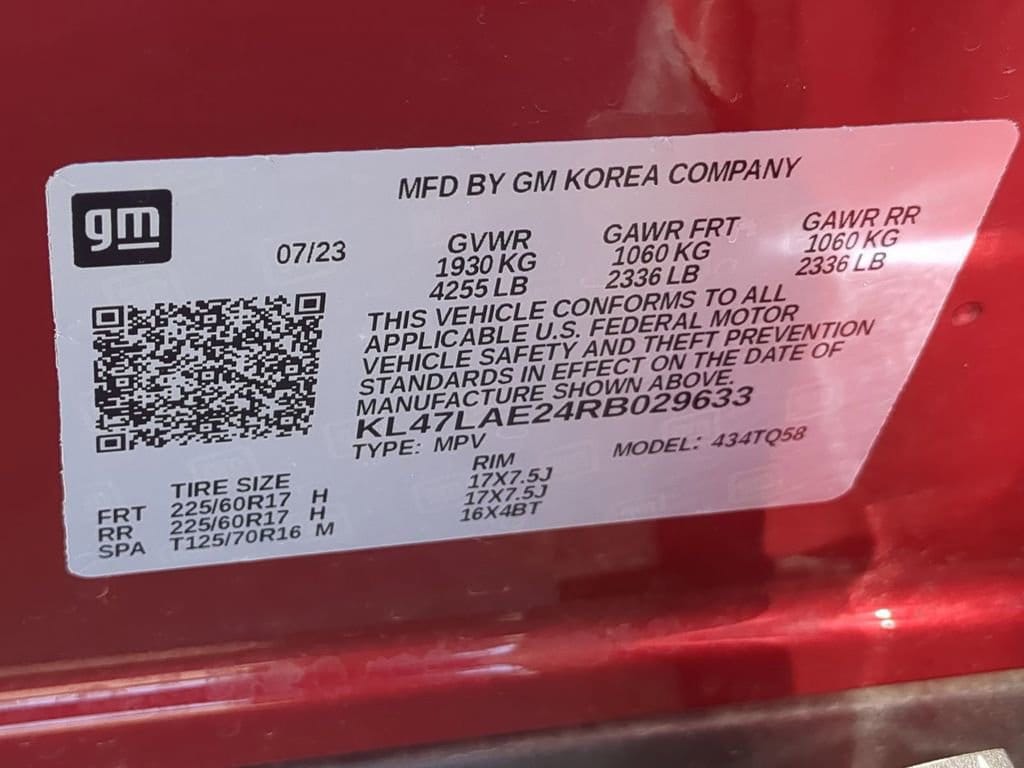 gm
MFD BY GM KOREA COMPANY
07/23
GVWR
1930 KG
4255 LB
GAWR FRT
1060 KG
2336 LB
GAWR RR
1060 KG
2336 LB
THIS VEHICLE CONFORMS TO ALL
APPLICABLE U.S. FEDERAL MOTOR
VEHICLE SAFETY AND THEFT PREVENTION
STANDARDS IN EFFECT ON THE DATE OF
MANUFACTURE SHOWN ABOVE.
KL47LAE24RB029633
TYPE: MPV MODEL: 434TQ58
TIRE SIZE RIM
FRT 225/60R17 H 17X7.5J
RR 225/60R17 H 17X7.5J
SPA T125/70R16 M 16X4BT